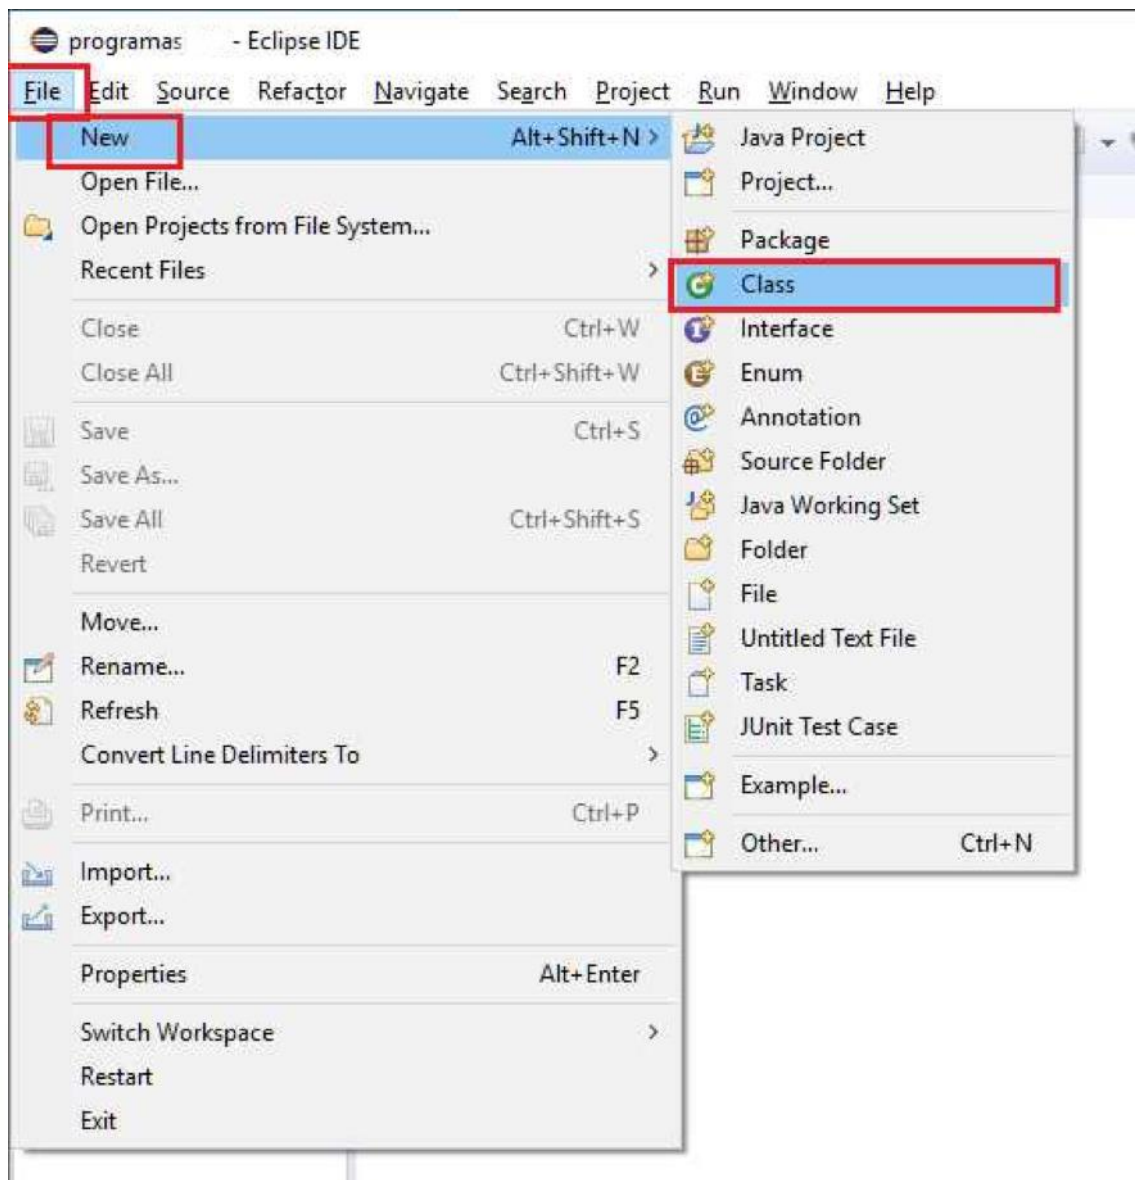 programas - Eclipse IDE
File Edit Source Refactor Navigate Search Project Run Window Help
New Alt+Shift+N >
Open File...
Open Projects from File System...
Recent Files >
Close Ctrl+W
Close All Ctrl+Shift+W
Save Ctrl+S
Save As...
Save All Ctrl+Shift+S
Revert
Move...
Rename... F2
Refresh F5
Convert Line Delimiters To >
Print... Ctrl+P
Import...
Export...
Properties Alt+Enter
Switch Workspace >
Restart
Exit
Java Project
Project...
Package
Class
Interface
Enum
Annotation
Source Folder
Java Working Set
Folder
File
Untitled Text File
Task
JUnit Test Case
Example...
Other... Ctrl+N